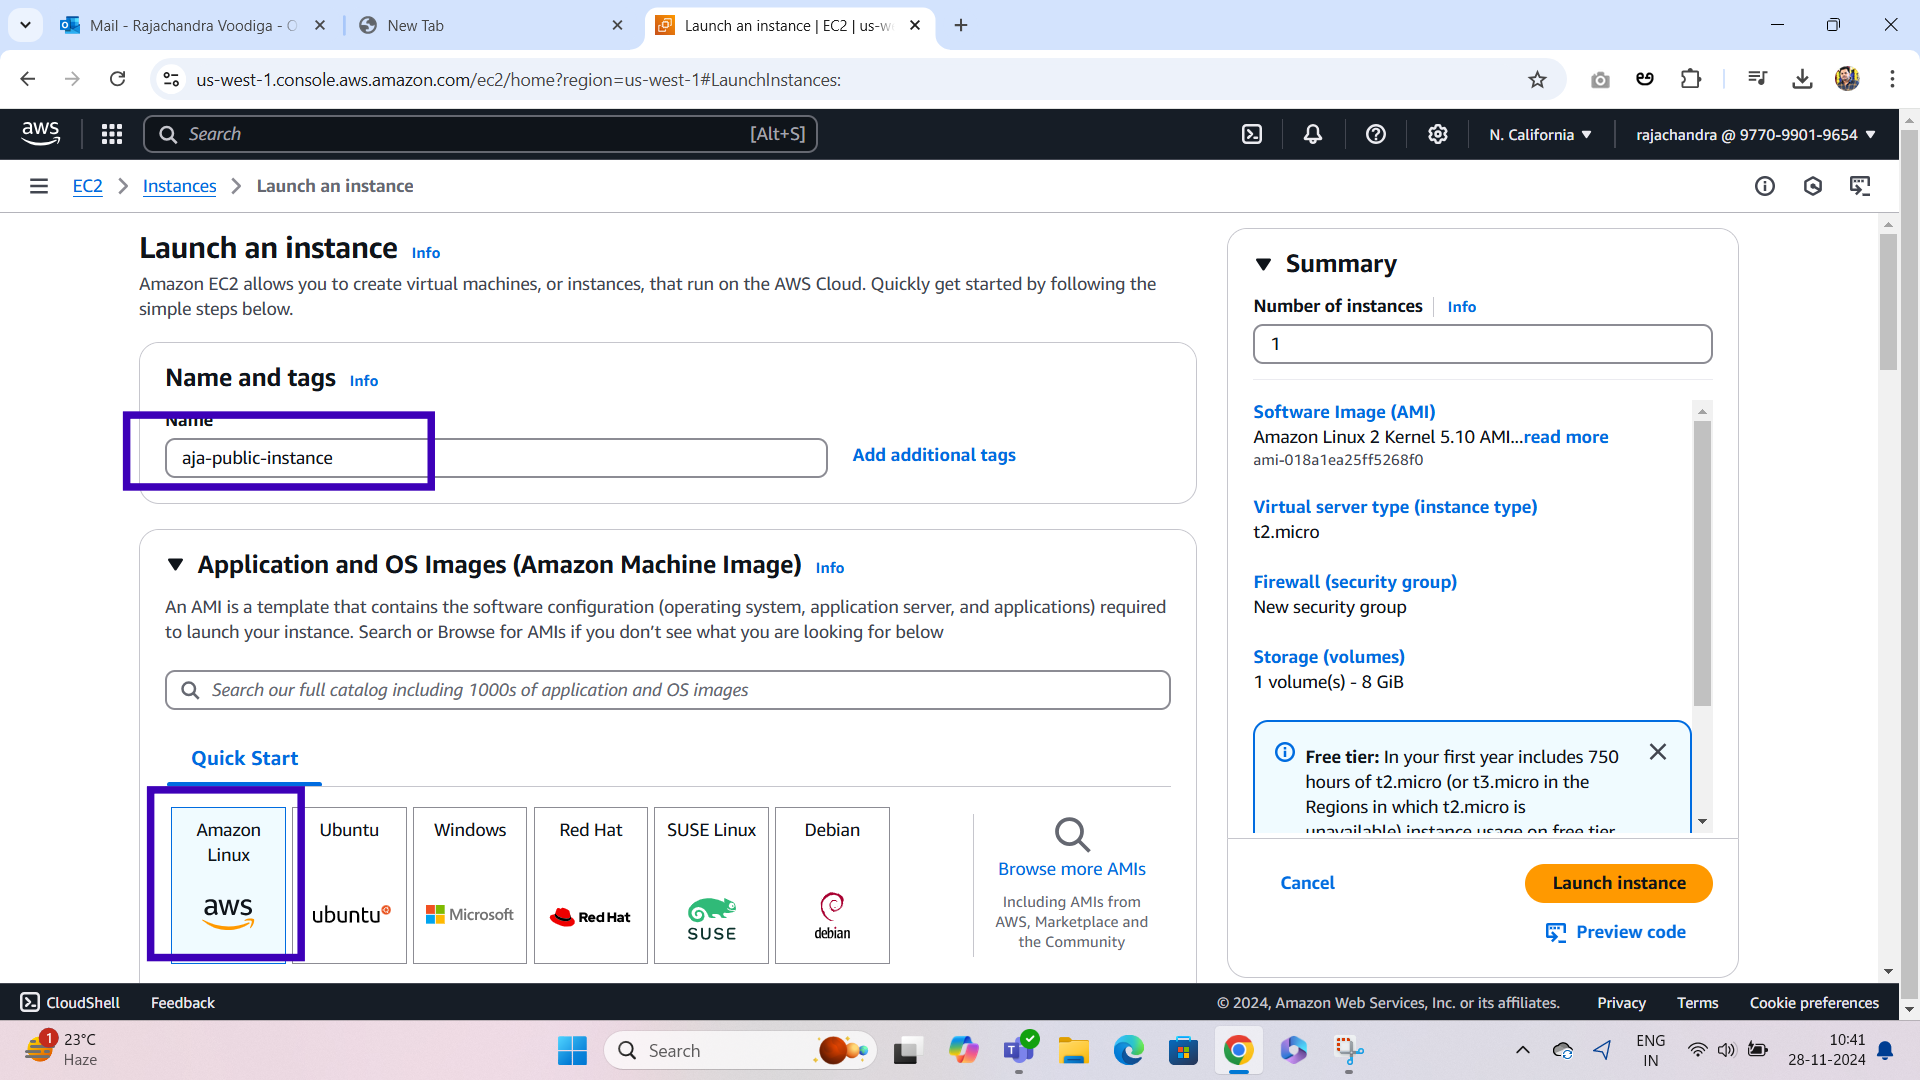 Mail - Rajachandra Voodiga - O
New Tab
Launch an instance | EC2 | us-we
us-west-1.console.aws.amazon.com/ec2/home?region=us-west-1#LaunchInstances:
aws
Search
[Alt+S]
N. California
rajachandra @ 9770-9901-9654
EC2
Instances
Launch an instance
Launch an instance
Info
Amazon EC2 allows you to create virtual machines, or instances, that run on the AWS Cloud. Quickly get started by following the
simple steps below.
Name and tags
Info
Name
aja-public-instance
Add additional tags
Application and OS Images (Amazon Machine Image)
Info
An AMI is a template that contains the software configuration (operating system, application server, and applications) required
to launch your instance. Search or Browse for AMIs if you don’t see what you are looking for below
Search our full catalog including 1000s of application and OS images
Quick Start
Amazon
Linux
aws
Ubuntu
ubuntu
Windows
Microsoft
Red Hat
Red Hat
SUSE Linux
SUSE
Debian
debian
Browse more AMIs
Including AMIs from
AWS, Marketplace and
the Community
Summary
Number of instances
Info
1
Software Image (AMI)
Amazon Linux 2 Kernel 5.10 AMI...read more
ami-018a1ea25ff5268f0
Virtual server type (instance type)
t2.micro
Firewall (security group)
New security group
Storage (volumes)
1 volume(s) - 8 GiB
Free tier: In your first year includes 750
hours of t2.micro (or t3.micro in the
Regions in which t2.micro is
unavailable) instance usage on free tier
Cancel
Launch instance
Preview code
CloudShell
Feedback
© 2024, Amazon Web Services, Inc. or its affiliates.
Privacy
Terms
Cookie preferences
1
23°C
Haze
Search
ENG
IN
10:41
28-11-2024